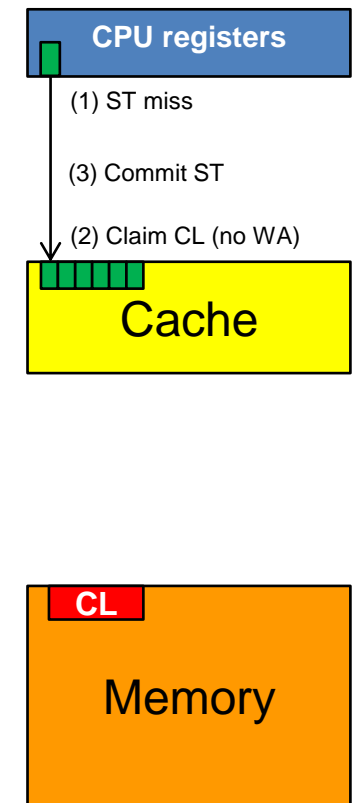 CPU registers
(1) ST miss
(3) Commit ST
(2) Claim CL (no WA)
Cache
CL
Memory